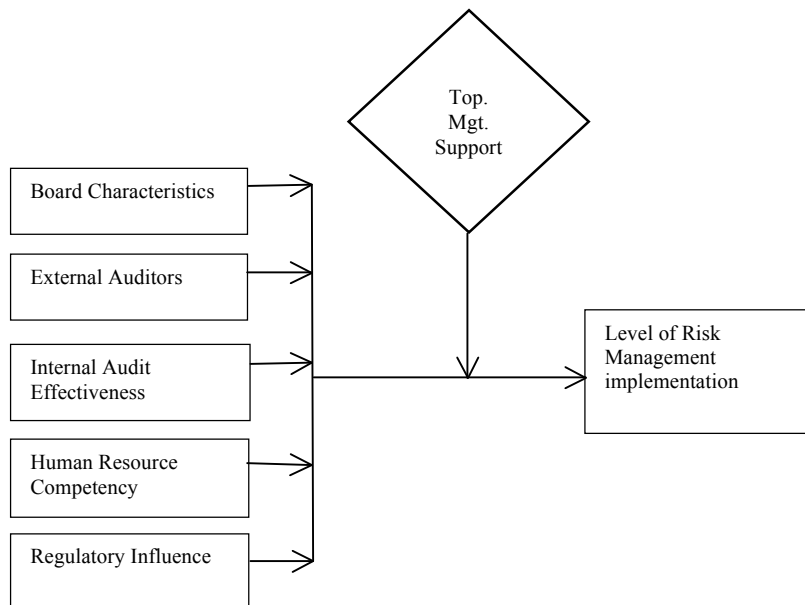 Top.
Mgt.
Support
Board Characteristics
External Auditors
Internal Audit
Effectiveness
Human Resource
Competency
Regulatory Influence
Level of Risk
Management
implementation